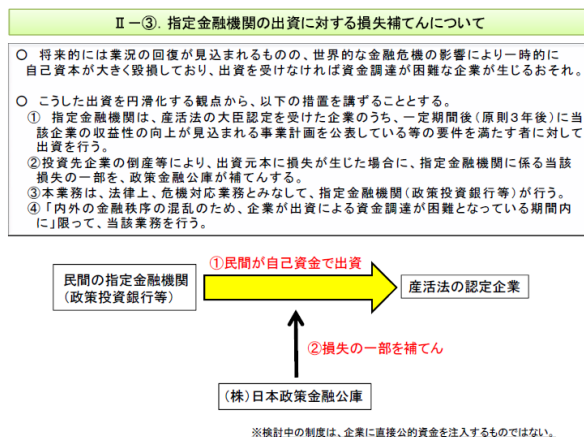 Ⅱ－③．指定金融機関の出資に対する損失補てんについて
○ 将来的には業況の回復が見込まれるものの、世界的な金融危機の影響により一時的に
自己資本が大きく毀損しており、出資を受けなければ資金調達が困難な企業が生じるおそれ。
○ こうした出資を円滑化する観点から、以下の措置を講ずることとする。
① 指定金融機関は、産活法の大臣認定を受けた企業のうち、一定期間後（原則３年後）に当
該企業の収益性の向上が見込まれる事業計画を公表している等の要件を満たす者に対して
出資を行う。
②投資先企業の倒産等により、出資元本に損失が生じた場合に、指定金融機関に係る当該
損失の一部を、政策金融公庫が補てんする。
③本業務は、法律上、危機対応業務とみなして、指定金融機関（政策投資銀行等）が行う。
④「内外の金融秩序の混乱のため、企業が出資による資金調達が困難となっている期間内
に」限って、当該業務を行う。
①民間が自己資金で出資
民間の指定金融機関
（政策投資銀行等）
産活法の認定企業
②損失の一部を補てん
（株）日本政策金融公庫
※検討中の制度は、企業に直接公的資金を注入するものではない。